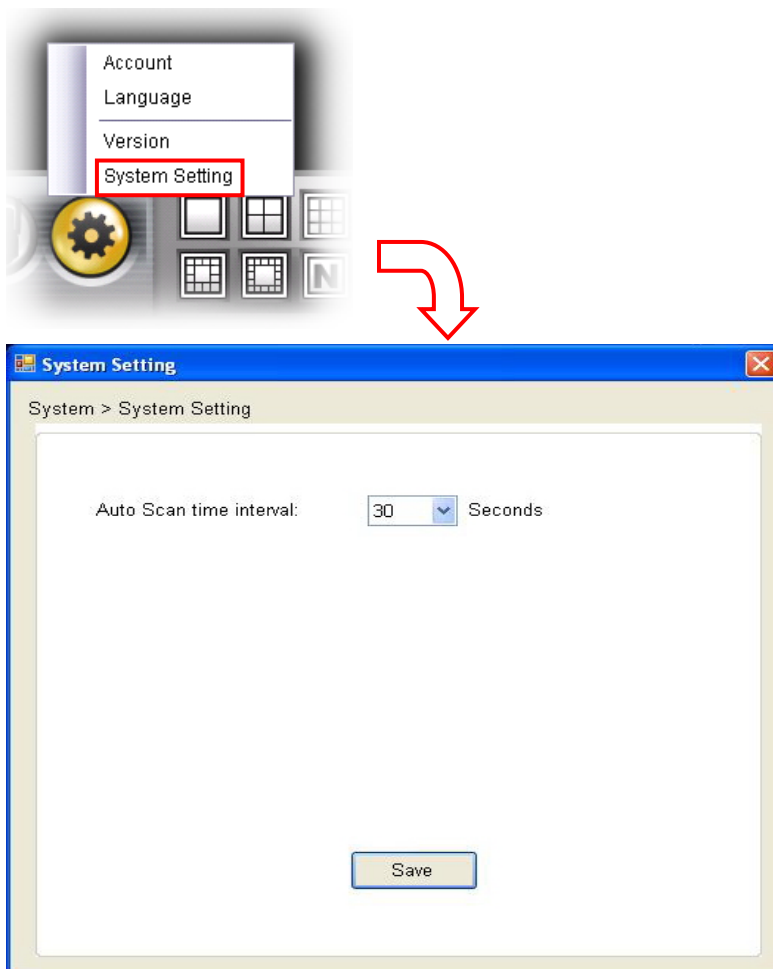 Account
Language
Version
System Setting
N
System Setting
System > System Setting
Auto Scan time interval: 30 Seconds
Save